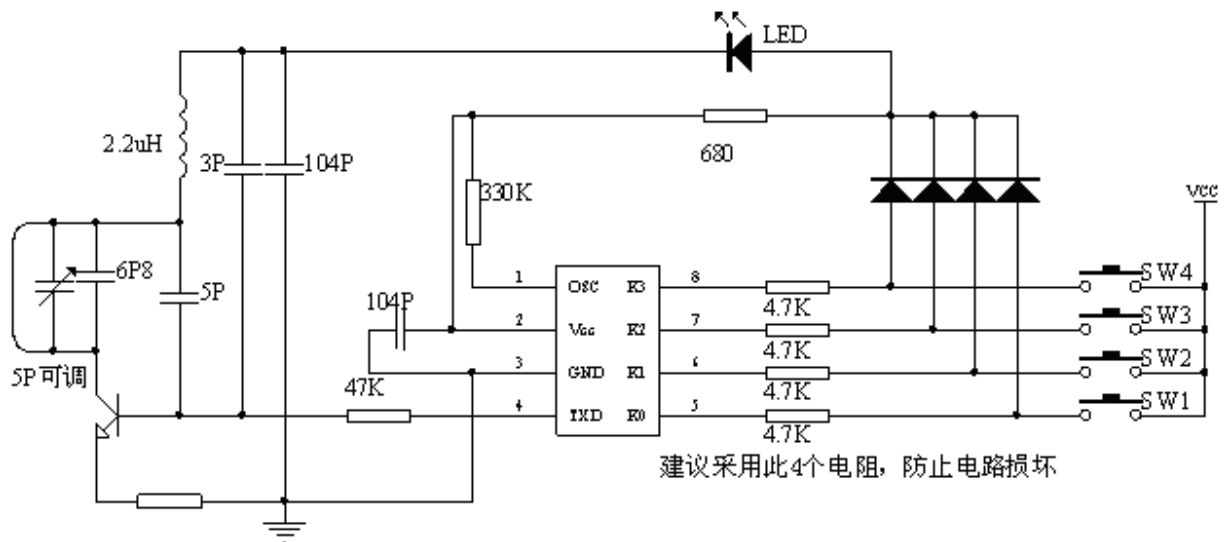 LED
2.2uH
3P
104P
680
330K
VCC
6P8
5P
5P可调
104P
47K
1
2
3
4
OSC
Vcc
GND
TXD
K3
K2
K1
K0
8
7
6
5
4.7K
4.7K
4.7K
4.7K
SW4
SW3
SW2
SW1
建议采用此4个电阻，防止电路损坏